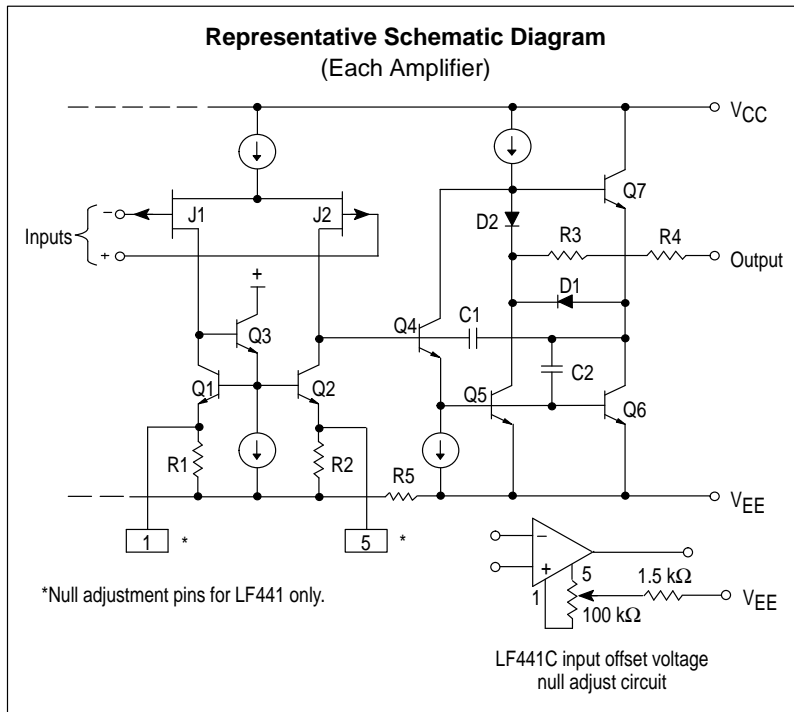 Representative Schematic Diagram
(Each Amplifier)
VCC
Q7
J1
J2
Inputs
−
+
D2
R3
R4
Output
+
D1
Q3
Q4
C1
C2
Q1
Q2
Q5
Q6
R1
R2
R5
VEE
1 *
5 *
*Null adjustment pins for LF441 only.
−
+
5
1
1.5 kΩ
100 kΩ
VEE
LF441C input offset voltage
null adjust circuit